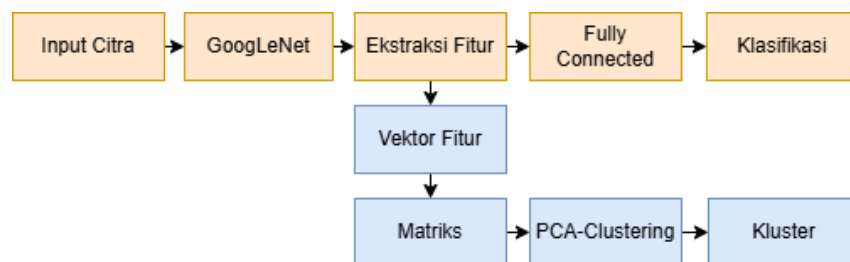 Input Citra
GoogLeNet
Ekstraksi Fitur
Fully
Connected
Klasifikasi
Vektor Fitur
Matriks
PCA-Clustering
Kluster